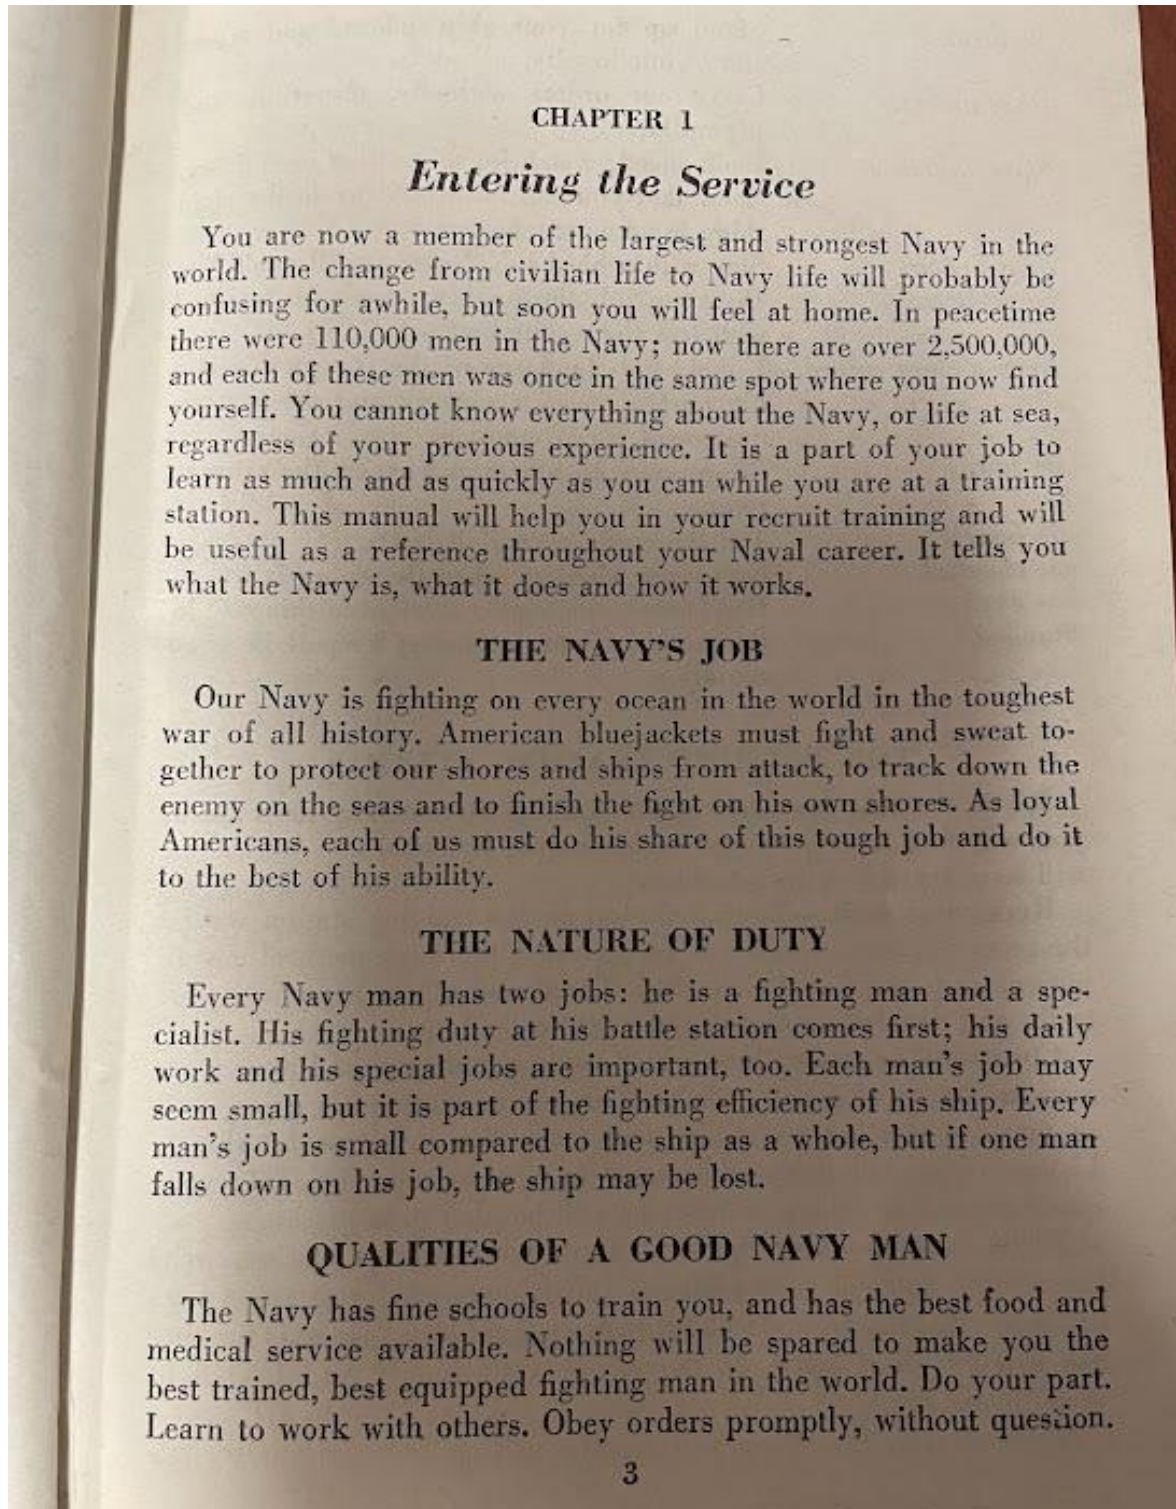 CHAPTER 1
Entering the Service
You are now a member of the largest and strongest Navy in the
world. The change from civilian life to Navy life will probably be
confusing for awhile, but soon you will feel at home. In peacetime
there were 110,000 men in the Navy; now there are over 2,500,000,
and each of these men was once in the same spot where you now find
yourself. You cannot know everything about the Navy, or life at sea,
regardless of your previous experience. It is a part of your job to
learn as much and as quickly as you can while you are at a training
station. This manual will help you in your recruit training and will
be useful as a reference throughout your Naval career. It tells you
what the Navy is, what it does and how it works.
THE NAVY'S JOB
Our Navy is fighting on every ocean in the world in the toughest
war of all history. American bluejackets must fight and sweat to-
gether to protect our shores and ships from attack, to track down the
enemy on the seas and to finish the fight on his own shores. As loyal
Americans, each of us must do his share of this tough job and do it
to the best of his ability.
THE NATURE OF DUTY
Every Navy man has two jobs: he is a fighting man and a spe-
cialist. His fighting duty at his battle station comes first; his daily
work and his special jobs are important, too. Each man's job may
seem small, but it is part of the fighting efficiency of his ship. Every
man's job is small compared to the ship as a whole, but if one man
falls down on his job, the ship may be lost.
QUALITIES OF A GOOD NAVY MAN
The Navy has fine schools to train you, and has the best food and
medical service available. Nothing will be spared to make you the
best trained, best equipped fighting man in the world. Do your part.
Learn to work with others. Obey orders promptly, without question.
3